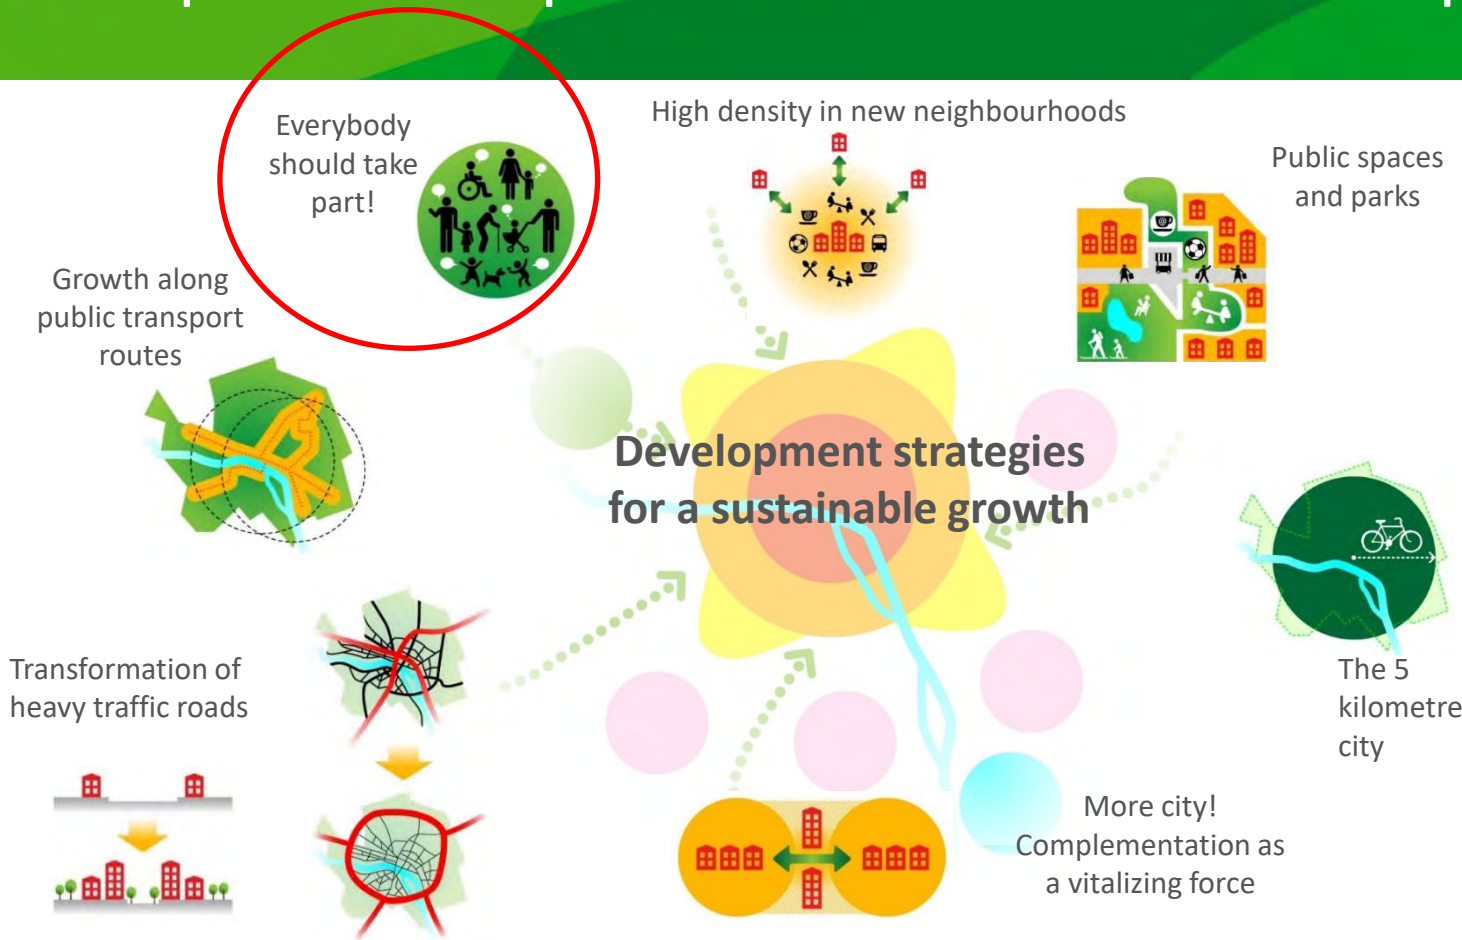 Everybody
should take
part!
High density in new neighbourhoods
Public spaces
and parks
Growth along
public transport
routes
Development strategies
for a sustainable growth
Transformation of
heavy traffic roads
The 5
kilometre
city
More city!
Complementation as
a vitalizing force